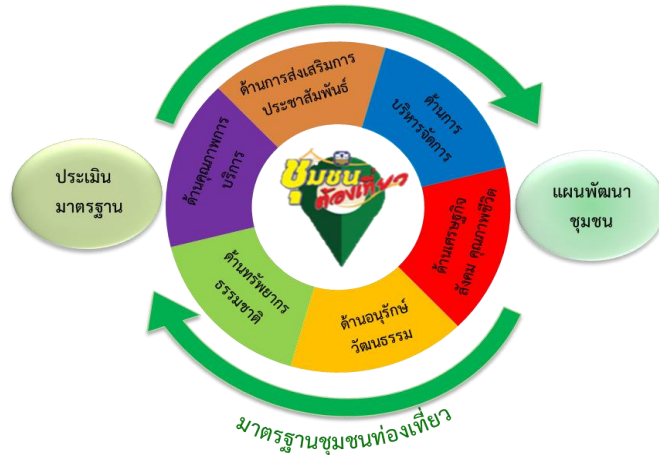 ด้านการส่งเสริมการ
ประชาสัมพันธ์
ด้านการ
บริหารจัดการ
ด้านคุณภาพการ
บริการ
ประเมิน
มาตรฐาน
ชุมชน
ต้องเที่ยว
แผนพัฒนา
ชุมชน
ด้านเศรษฐกิจ
สังคม คุณภาพชีวิต
ด้านทรัพยากร
ธรรมชาติ
ด้านอนุรักษ์
วัฒนธรรม
มาตรฐานชุมชนท่องเที่ยว